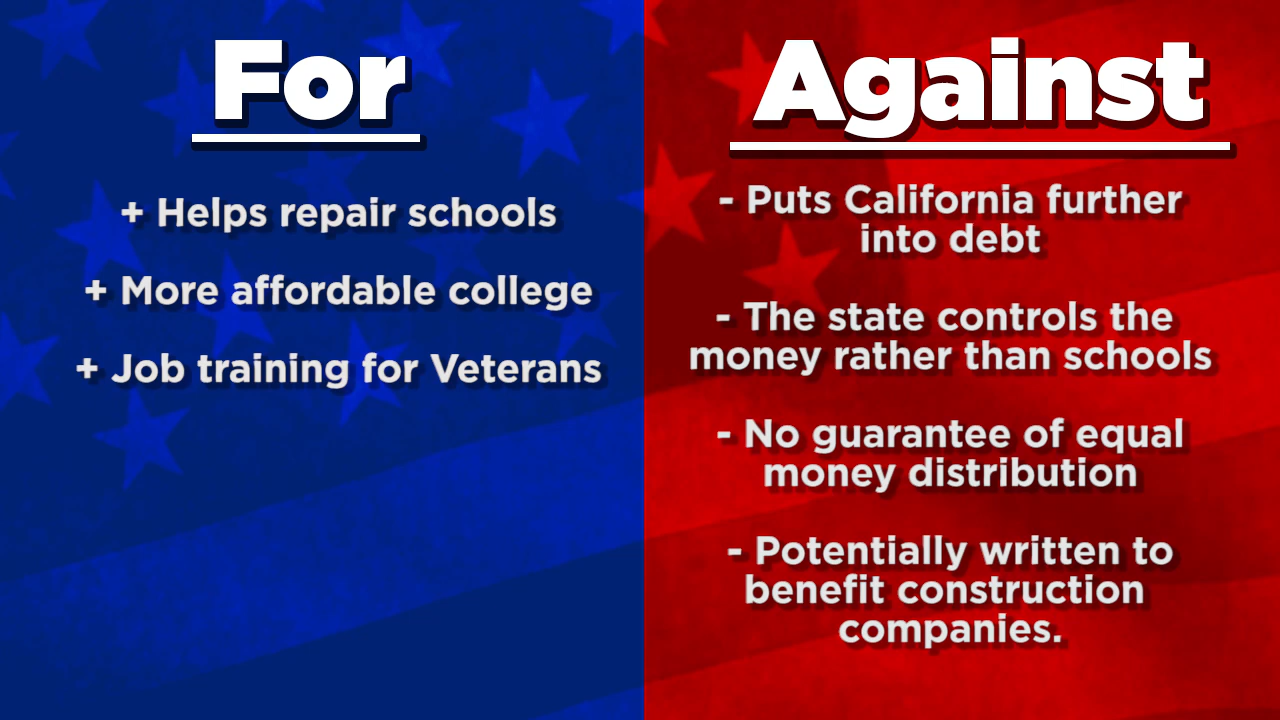 For
+ Helps repair schools
+ More affordable college
+ Job training for Veterans
Against
- Puts California further
into debt
- The state controls the
money rather than schools
- No guarantee of equal
money distribution
- Potentially written to
benefit construction
companies.